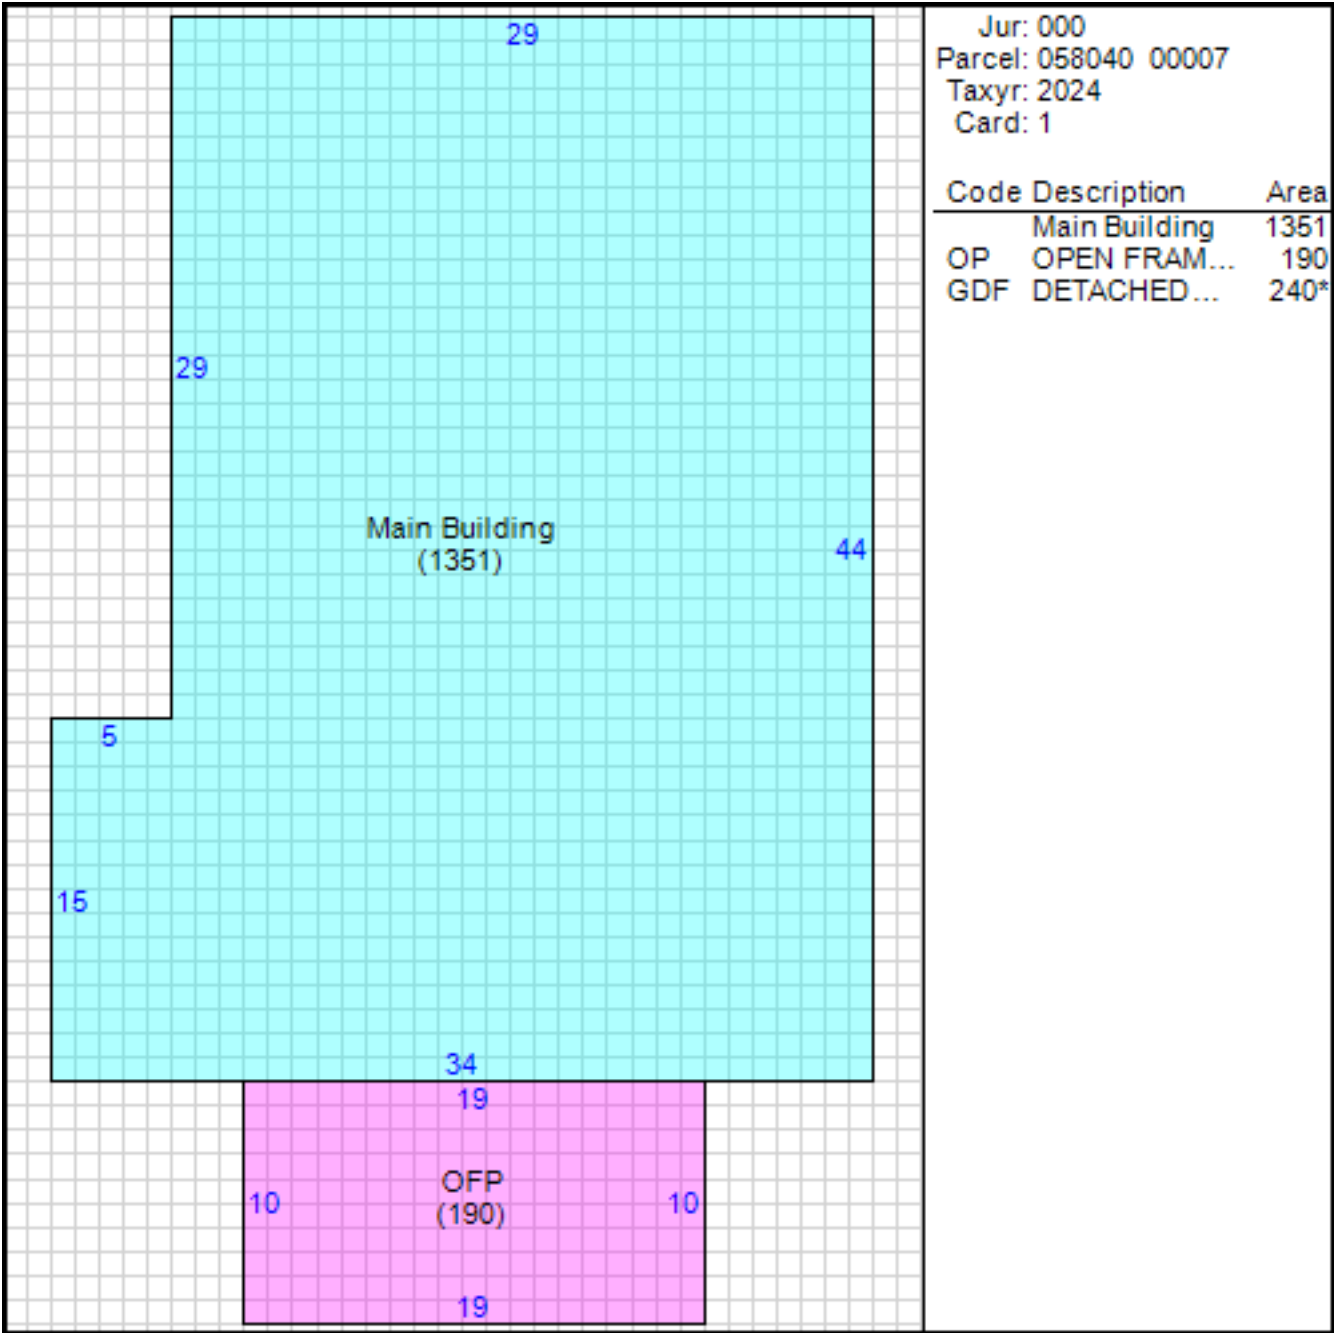 29
29
Main Building
(1351)
44
5
15
34
19
OFP
(190)
10
10
19
Jur: 000
Parcel: 058040 00007
Taxyr: 2024
Card: 1
Code Description Area
Main Building 1351
OP OPEN FRAM... 190
GDF DETACHED... 240*